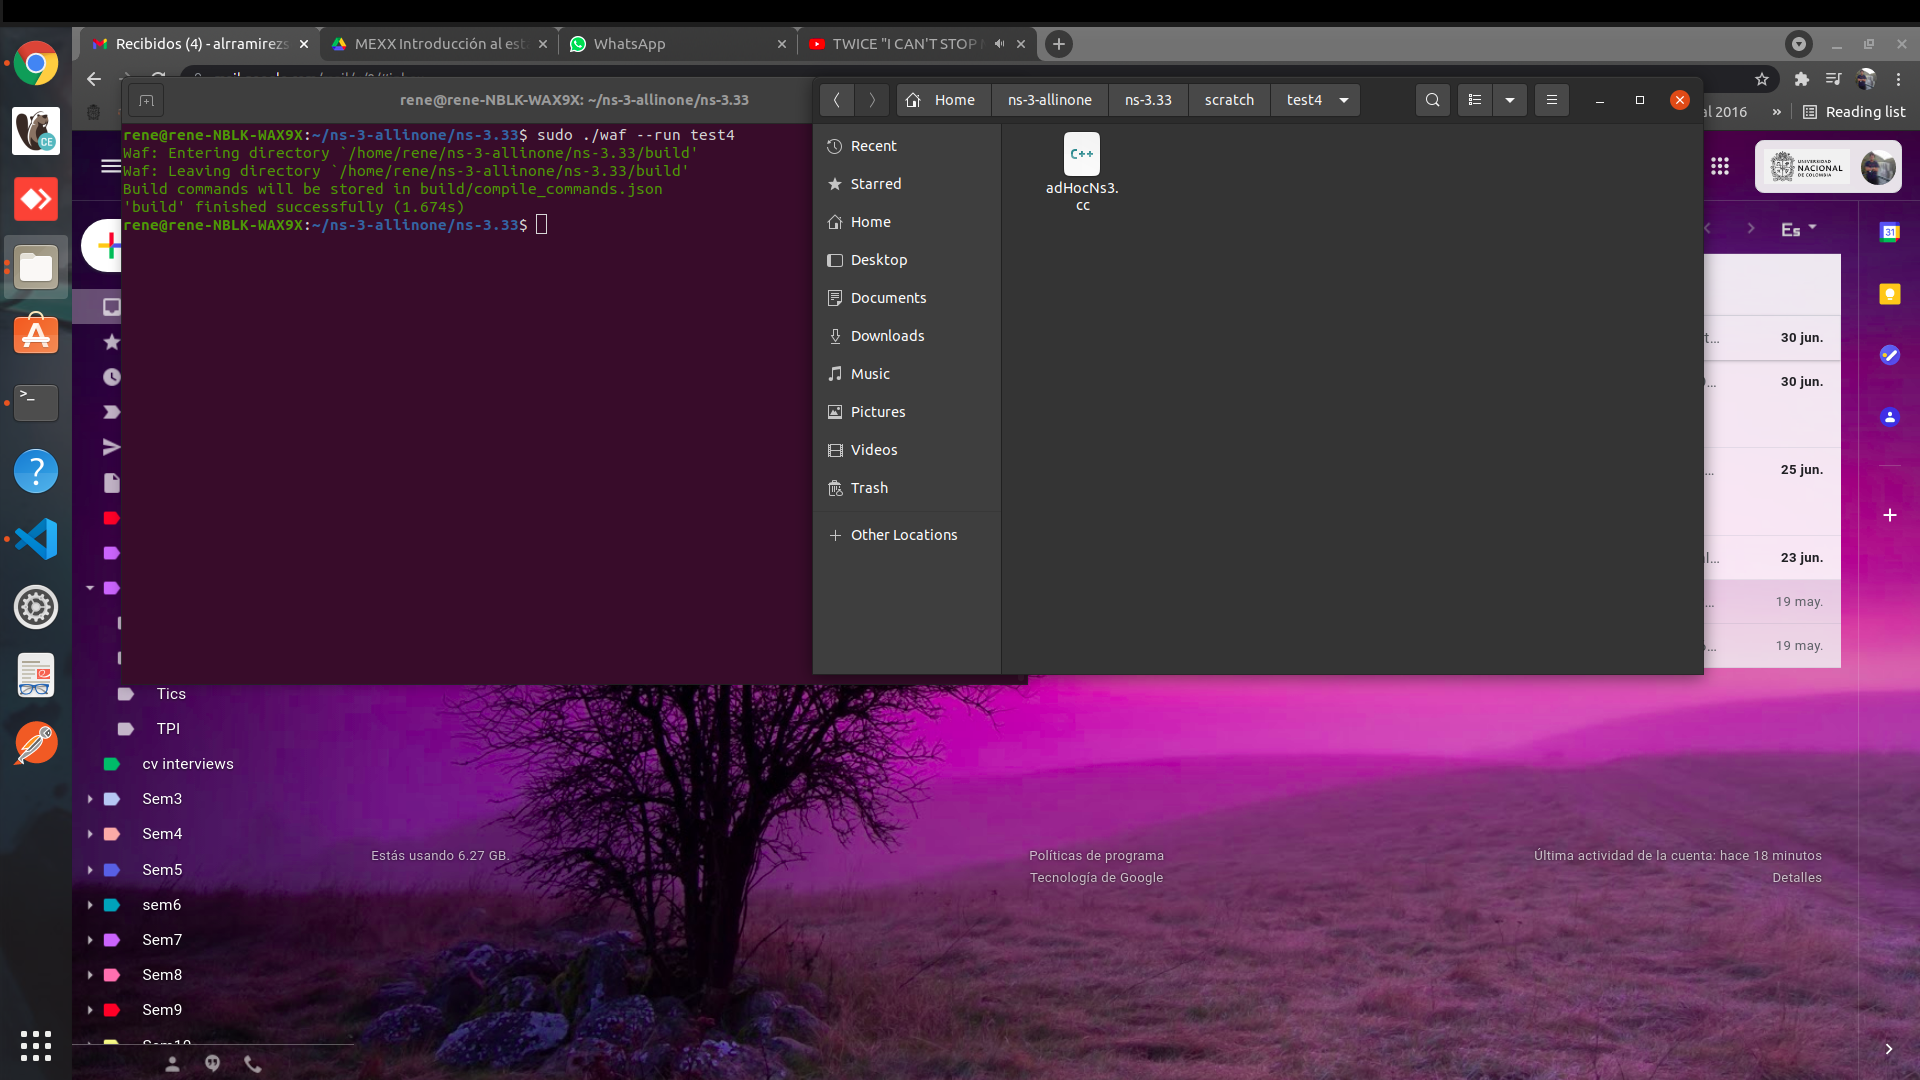 Recibidos (4) - alrramirezs
MEXX Introducción al est
WhatsApp
TWICE "I CAN'T STOP
rene@rene-NBLK-WAX9X: ~/ns-3-allinone/ns-3.33
Home
ns-3-allinone
ns-3.33
scratch
test4
al 2016
»
Reading list
rene@rene-NBLK-WAX9X:~/ns-3-allinone/ns-3.33$ sudo ./waf --run test4
Waf: Entering directory `/home/rene/ns-3-allinone/ns-3.33/build'
Waf: Leaving directory `/home/rene/ns-3-allinone/ns-3.33/build'
Build commands will be stored in build/compile_commands.json
'build' finished successfully (1.674s)
rene@rene-NBLK-WAX9X:~/ns-3-allinone/ns-3.33$
Recent
Starred
Home
Desktop
Documents
Downloads
Music
Pictures
Videos
Trash
Other Locations
C++
adHocNs3.
cc
UNIVERSIDAD
NACIONAL
DE COLOMBIA
Es
31
30 jun.
30 jun.
25 jun.
23 jun.
19 may.
19 may.
CE
Tics
TPI
cv interviews
Sem3
Sem4
Sem5
sem6
Sem7
Sem8
Sem9
Sem10
Estás usando 6.27 GB.
Políticas de programa
Tecnología de Google
Última actividad de la cuenta: hace 18 minutos
Detalles